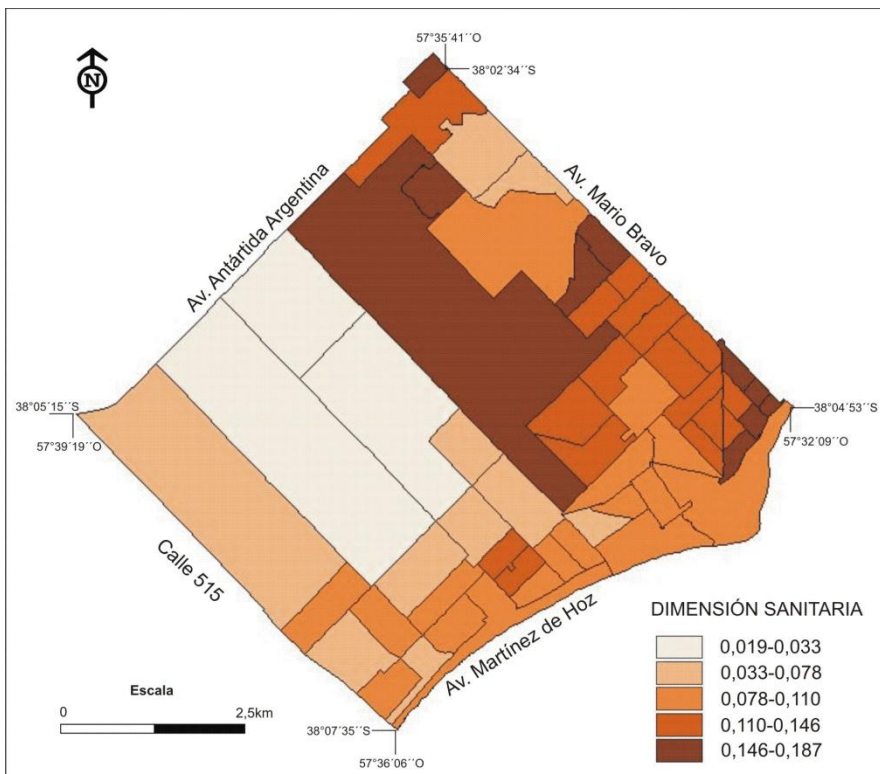 57°35´41´´O
38°02´34´´S
N
Av. Antártida Argentina
Av. Mario Bravo
38°05´15´´S
57°39´19´´O
38°04´53´´S
57°32´09´´O
Calle 515
Av. Martínez de Hoz
DIMENSIÓN SANITARIA
0,019-0,033
0,033-0,078
0,078-0,110
0,110-0,146
0,146-0,187
Escala
0 2,5km
38°07´35´´S
57°36´06´´O